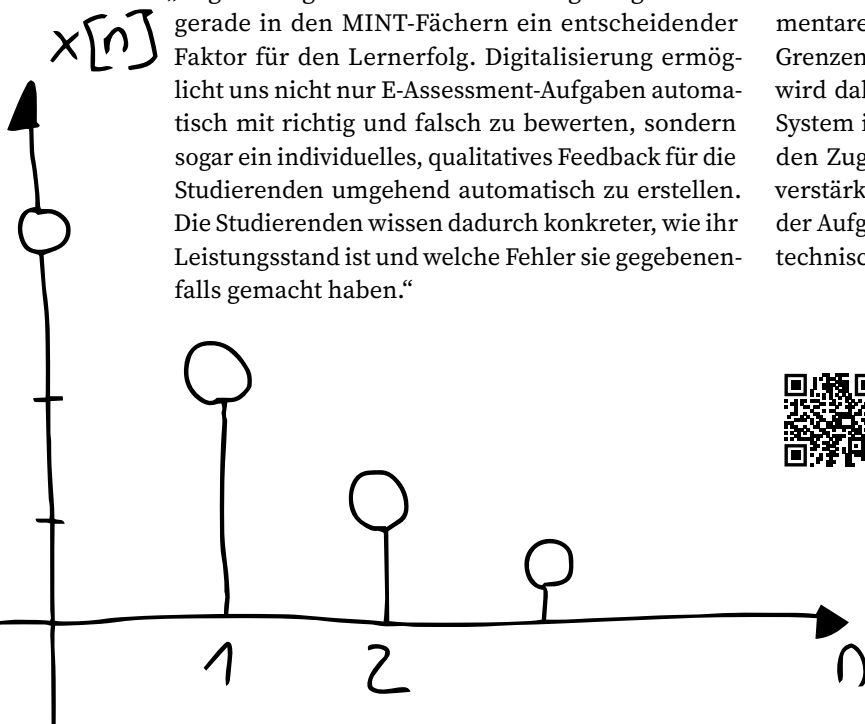 x[n]
gerade in den MINT-Fächern ein entscheidender
Faktor für den Lernerfolg. Digitalisierung ermög-
licht uns nicht nur E-Assessment-Aufgaben automa-
tisch mit richtig und falsch zu bewerten, sondern
sogar ein individuelles, qualitatives Feedback für die
Studierenden umgehend automatisch zu erstellen.
Die Studierenden wissen dadurch konkreter, wie ihr
Leistungsstand ist und welche Fehler sie gegebenen-
falls gemacht haben.“
mentare
Grenzen
wird dal
System i
den Zug
verstärk
der Aufg
technisc
1
2
n